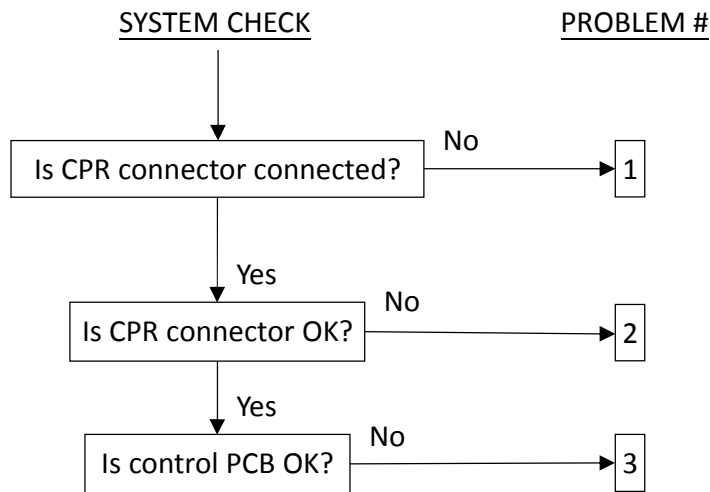 SYSTEM CHECK
PROBLEM #
No
Is CPR connector connected?
1
Yes
No
Is CPR connector OK?
2
Yes
No
Is control PCB OK?
3